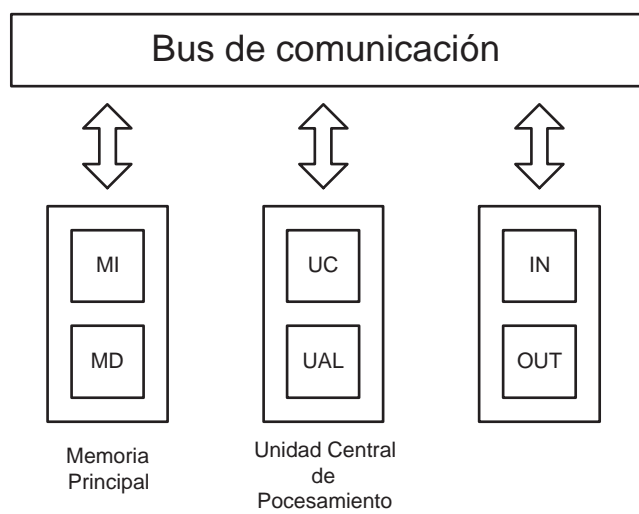 Bus de comunicación
MI
MD
UC
UAL
IN
OUT
Memoria
Principal
Unidad Central
de
Pocesamiento